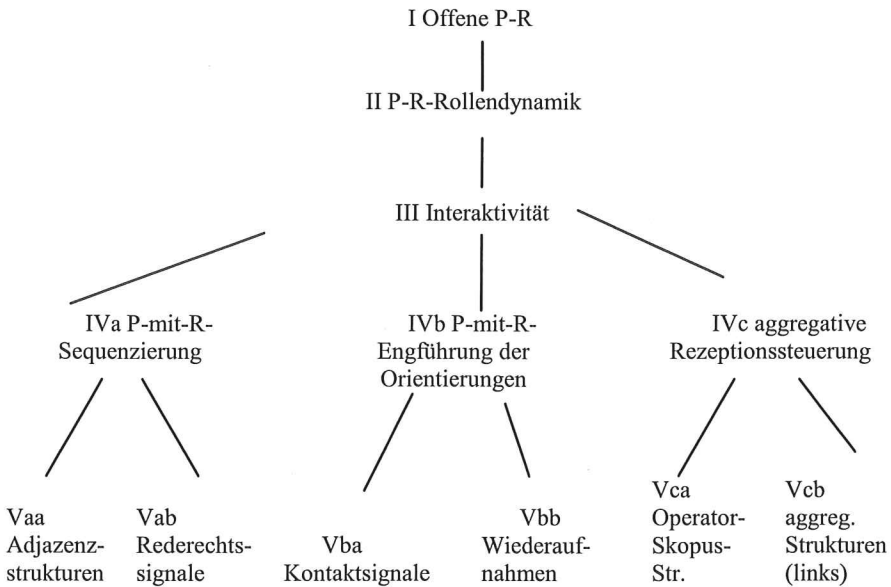 I Offene P-R
II P-R-Rollendynamik
III Interaktivität
IVa P-mit-R-
Sequenzierung
IVb P-mit-R-
Engführung der
Orientierungen
IVc aggregative
Rezeptionssteuerung
Vaa
Adjazenz-
strukturen
Vab
Rederechts-
signale
Vba
Kontaktsignale
Vbb
Wiederauf-
nahmen
Vca
Operator-
Skopus-
Str.
Vcb
aggreg.
Strukturen
(links)